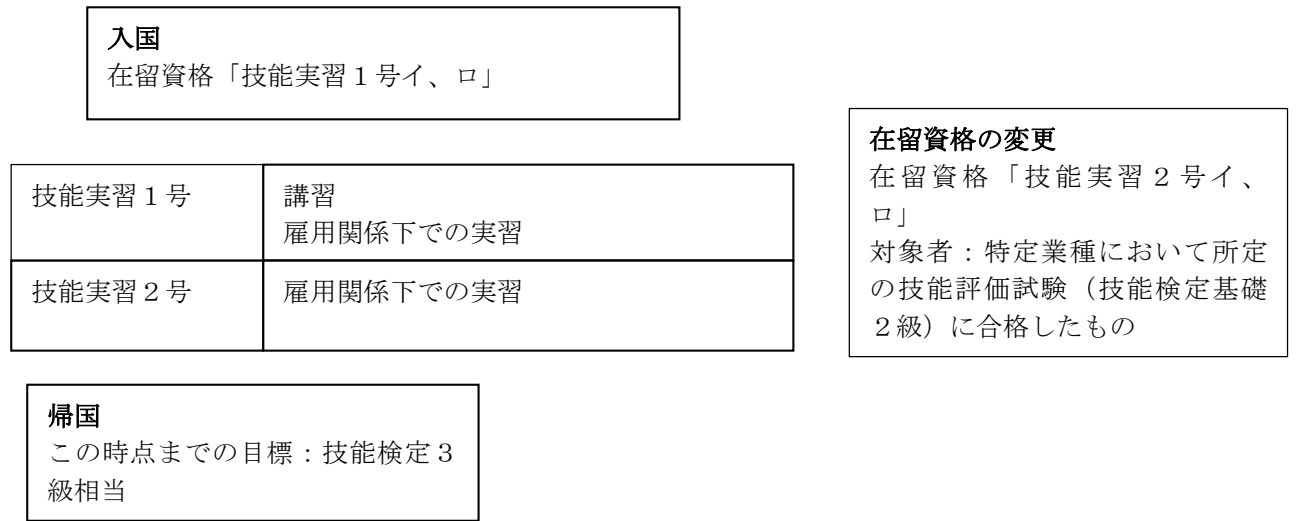 入国
在留資格「技能実習１号イ、ロ」
技能実習１号
講習
雇用関係下での実習
技能実習２号
雇用関係下での実習
在留資格の変更
在留資格「技能実習２号イ、
ロ」
対象者：特定業種において所定
の技能評価試験（技能検定基礎
２級）に合格したもの
帰国
この時点までの目標：技能検定３
級相当